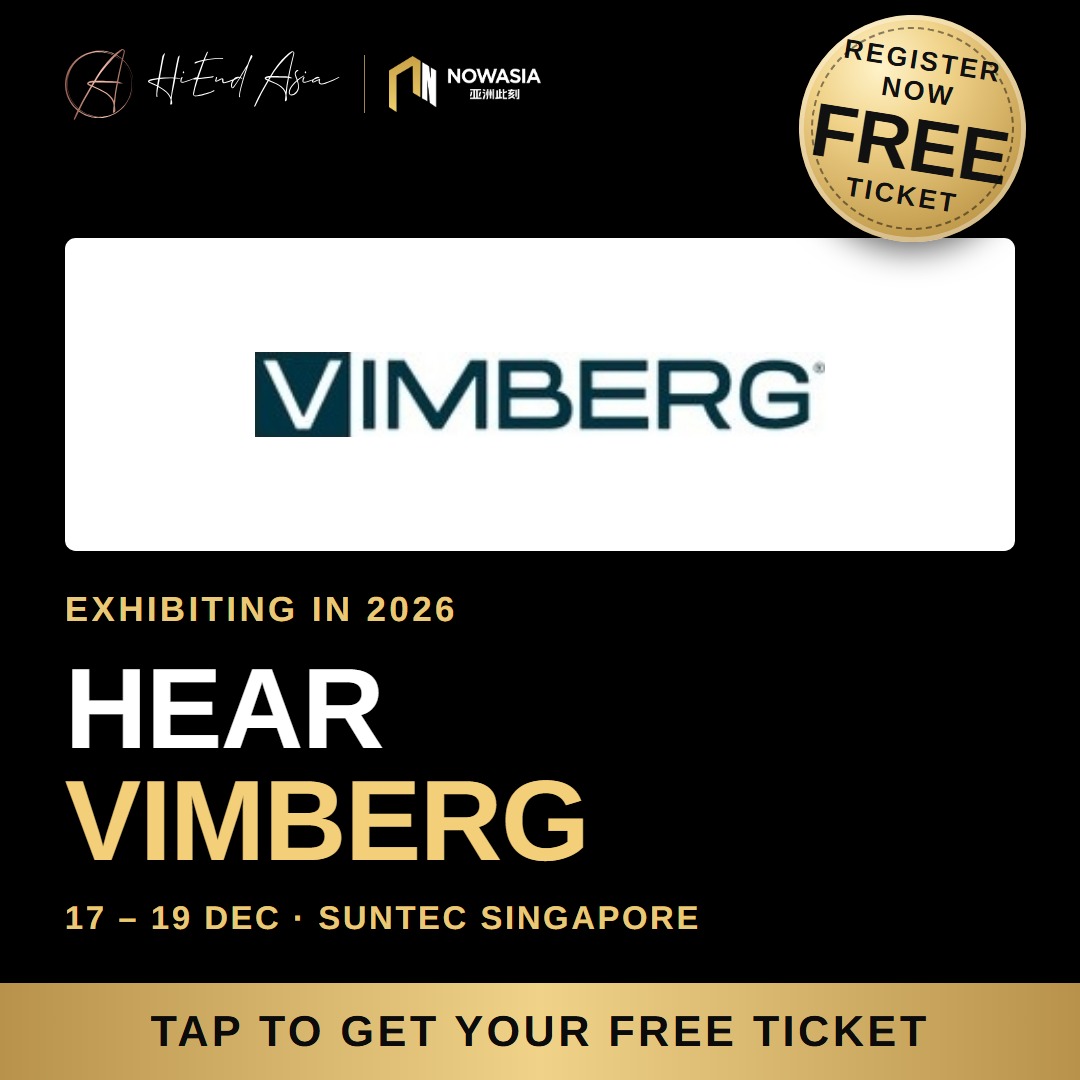 HiEnd Asia
NOWASIA
亚洲此刻
REGISTER
NOW
FREE
TICKET
VIMBERG®
EXHIBITING IN 2026
HEAR
VIMBERG
17 – 19 DEC · SUNTEC SINGAPORE
TAP TO GET YOUR FREE TICKET